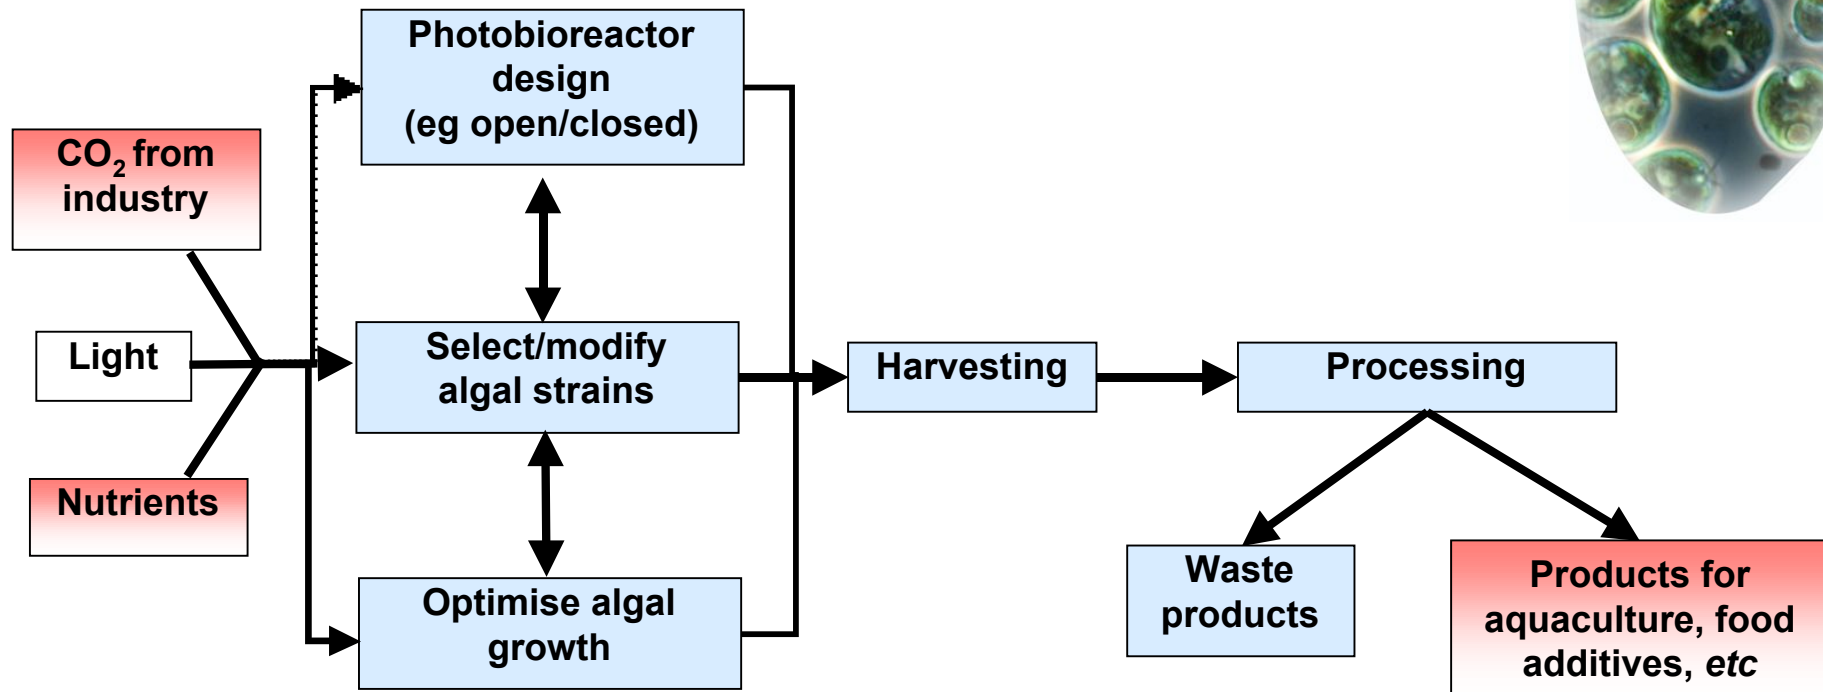 Photobioreactor
design
(eg open/closed)
CO₂ from
industry
Light
Select/modify
algal strains
Harvesting
Processing
Nutrients
Optimise algal
growth
Waste
products
Products for
aquaculture, food
additives, etc